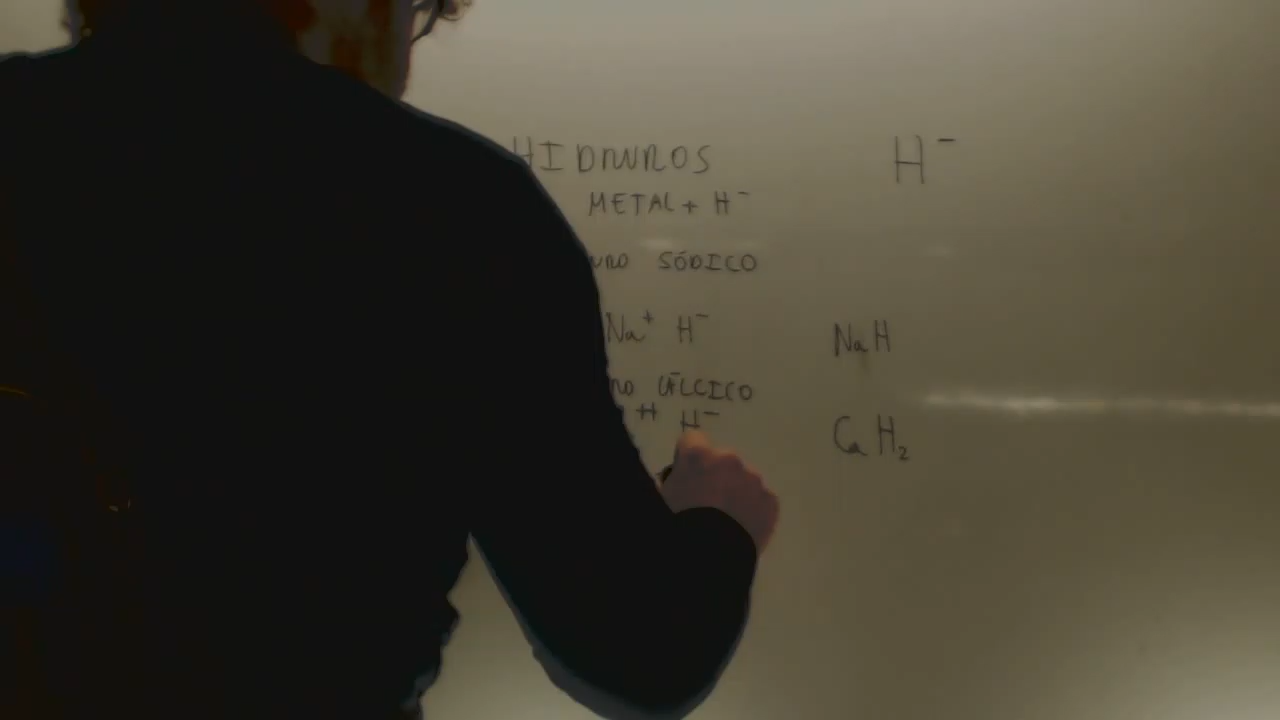 HIDRUROS
H⁻
METAL + H⁻
SÓDICO
Na⁺ H⁻
NaH
CÁLCICO
⁺⁺ H⁻
CaH₂